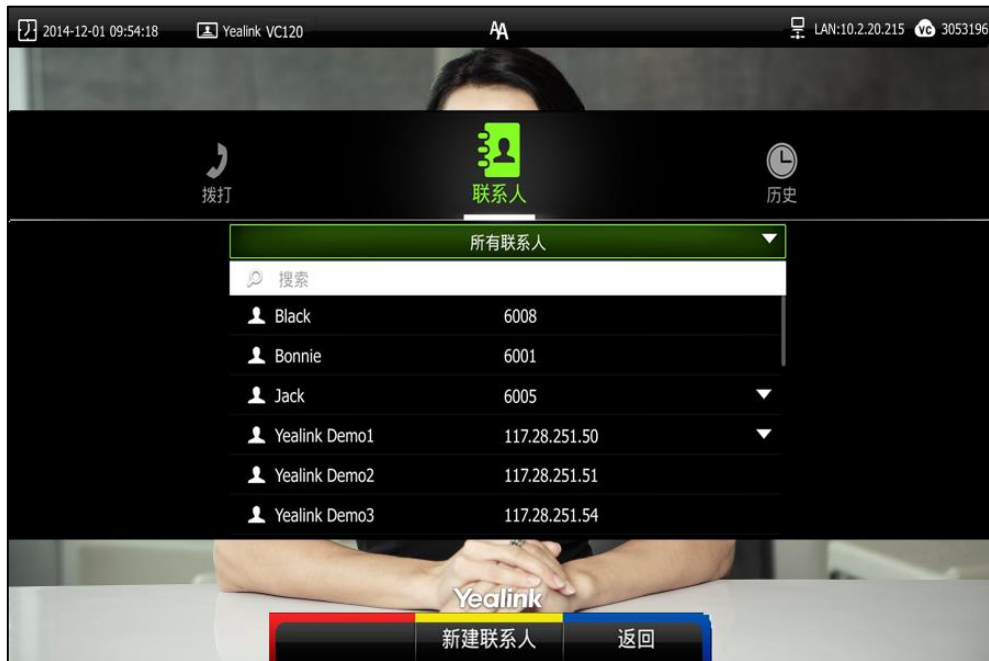 2014-12-01 09:54:18 Yealink VC120 AA LAN:10.2.20.215 VC 3053196
拨打 联系人 历史
所有联系人
搜索
Black 6008
Bonnie 6001
Jack 6005
Yealink Demo1 117.28.251.50
Yealink Demo2 117.28.251.51
Yealink Demo3 117.28.251.54
Yealink
新建联系人 返回